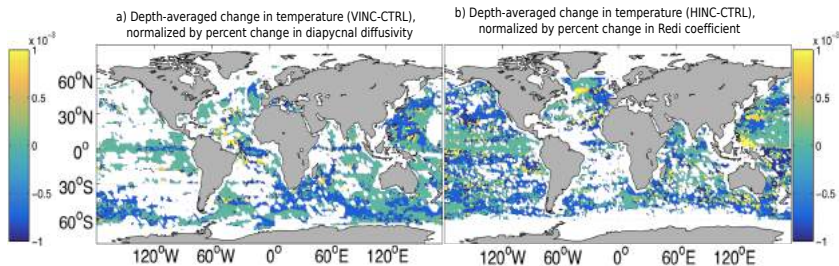 a) Depth-averaged change in temperature (VINC-CTRL),
normalized by percent change in diapycnal diffusivity
b) Depth-averaged change in temperature (HINC-CTRL),
normalized by percent change in Redi coefficient
x 10⁻³
1
0.5
0
−0.5
−1
60°N
30°N
0°
30°S
60°S
120°W 60°W 0° 60°E 120°E
120°W 60°W 0° 60°E 120°E
x 10⁻³
1
0.5
0
−0.5
−1